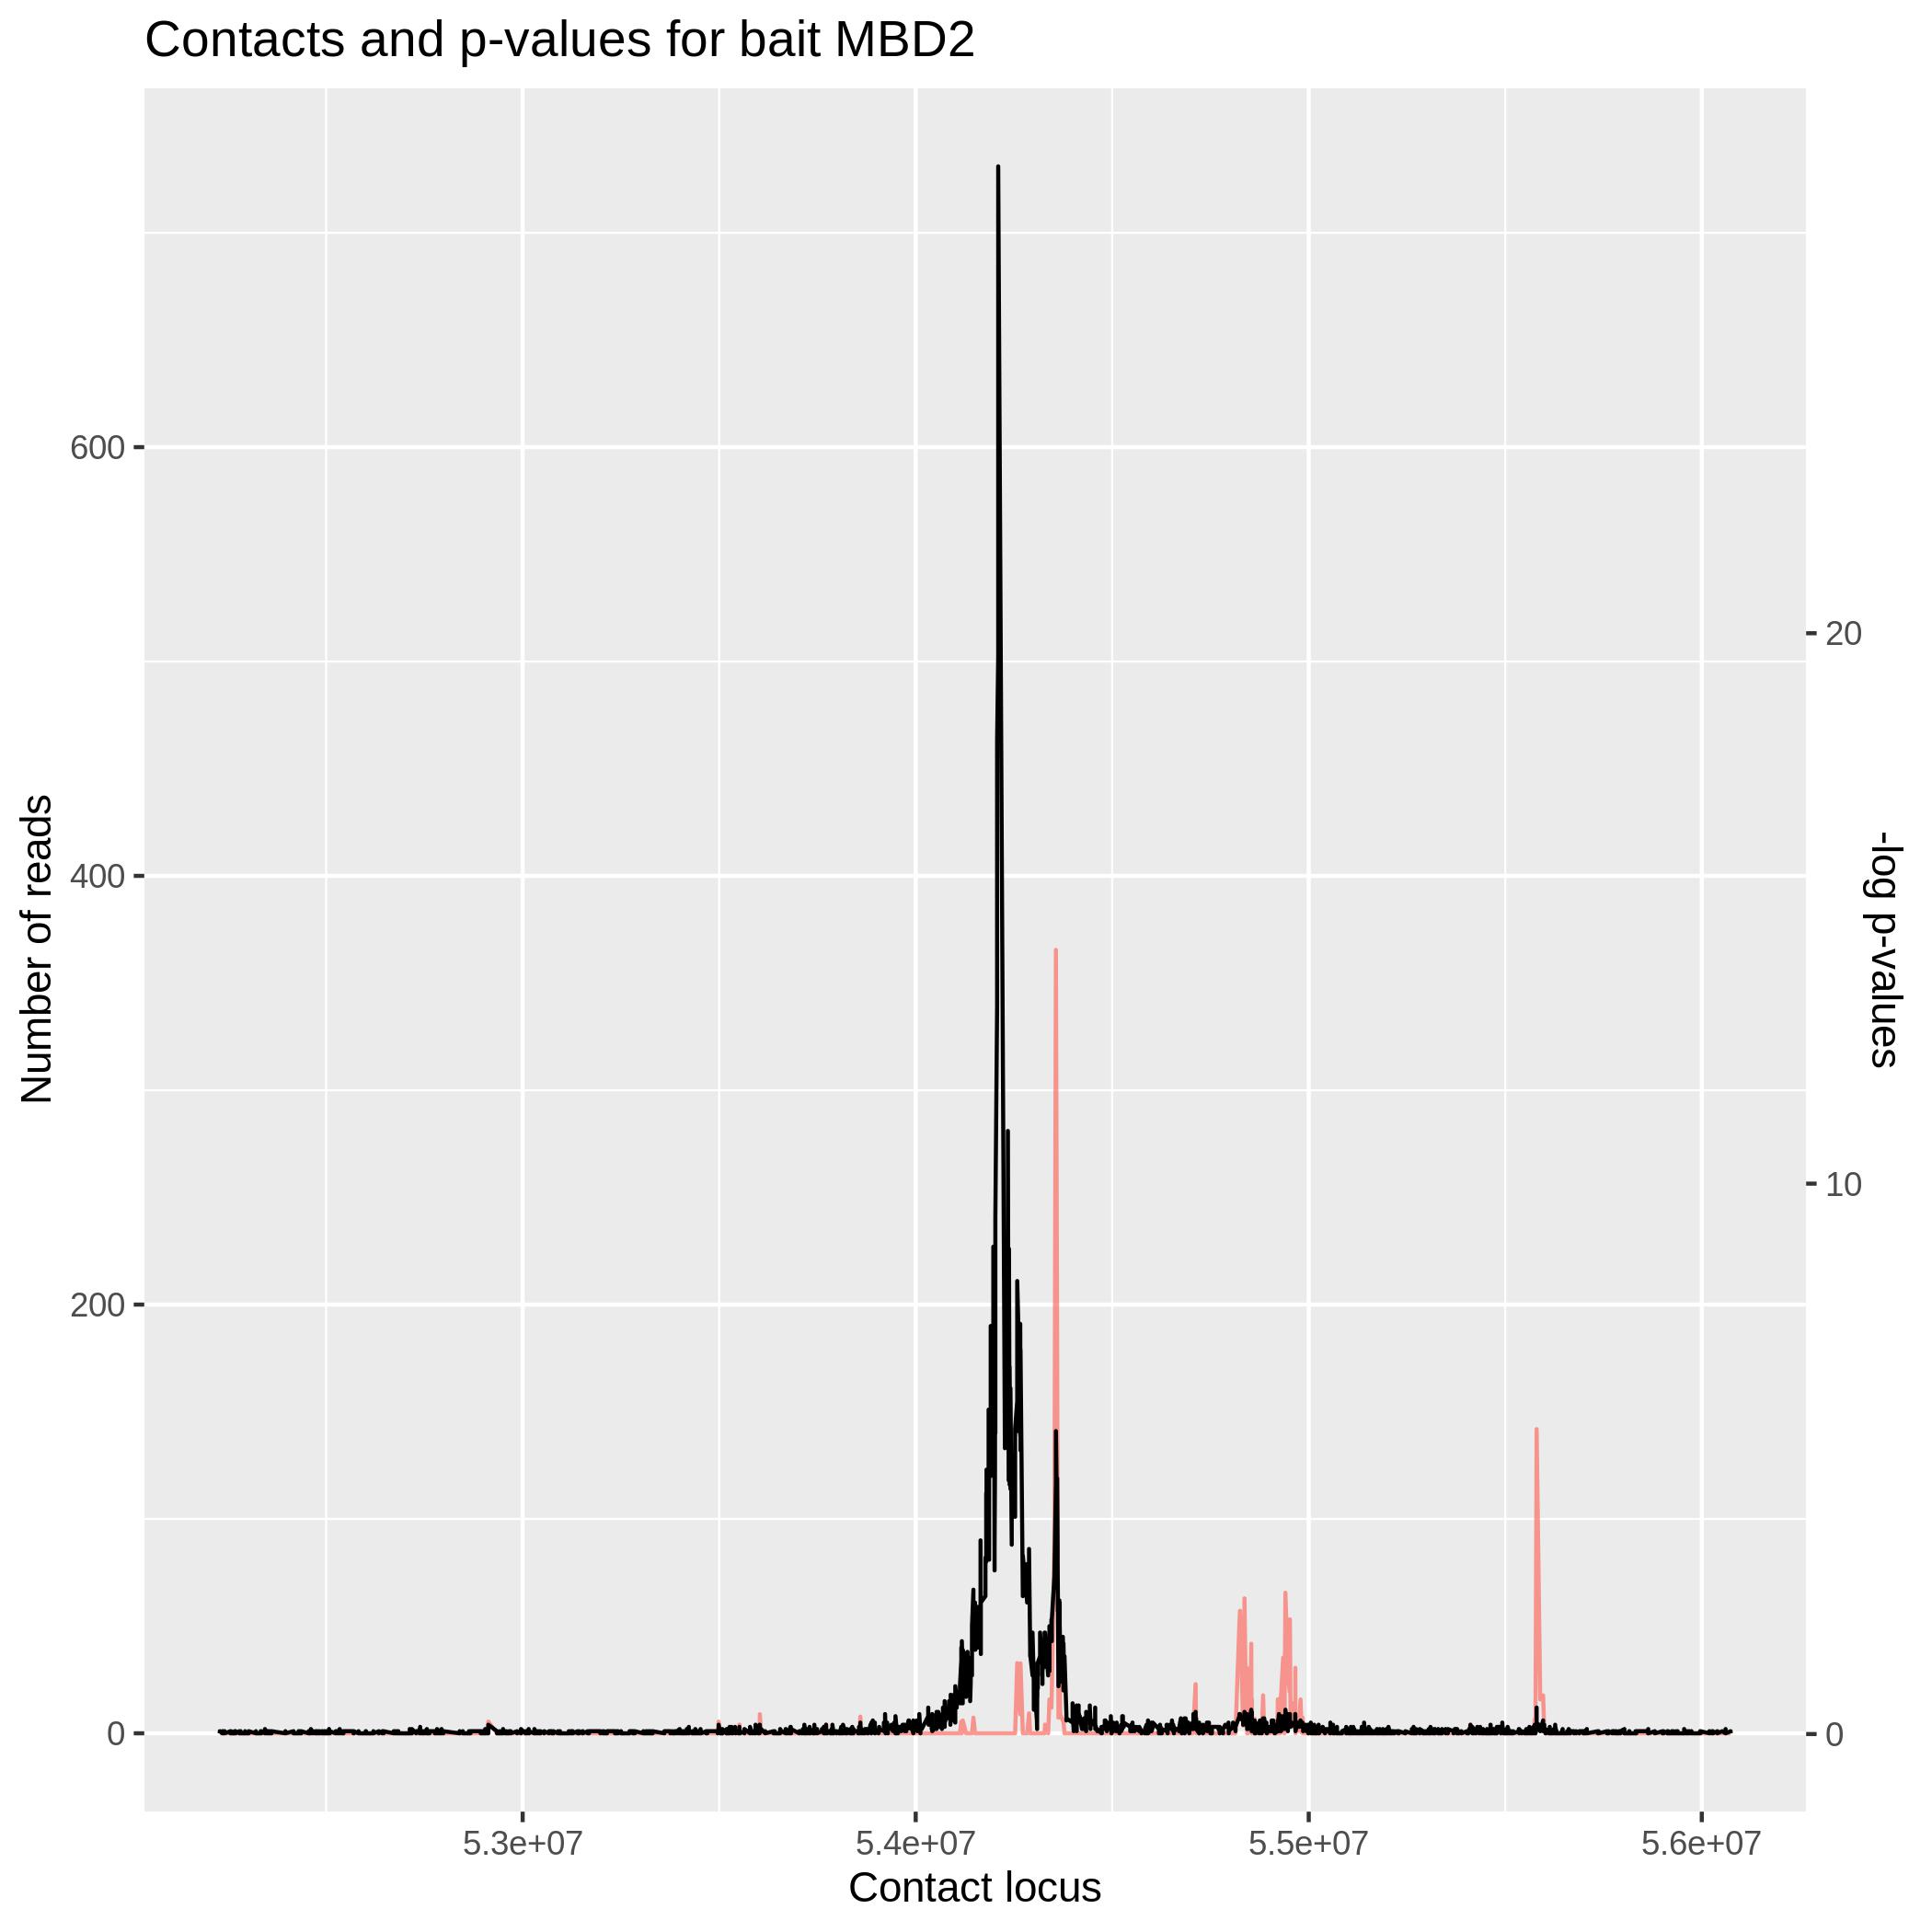 Contacts and p-values for bait MBD2
Number of reads
600
400
200
0
20
10
0
-log p-values
5.3e+07
5.4e+07
5.5e+07
5.6e+07
Contact locus